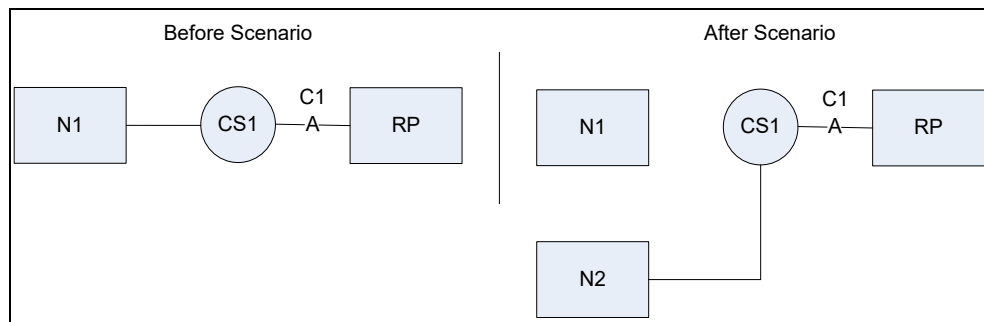 Before Scenario
N1
CS1
C1
A
RP
After Scenario
N1
CS1
C1
A
RP
N2